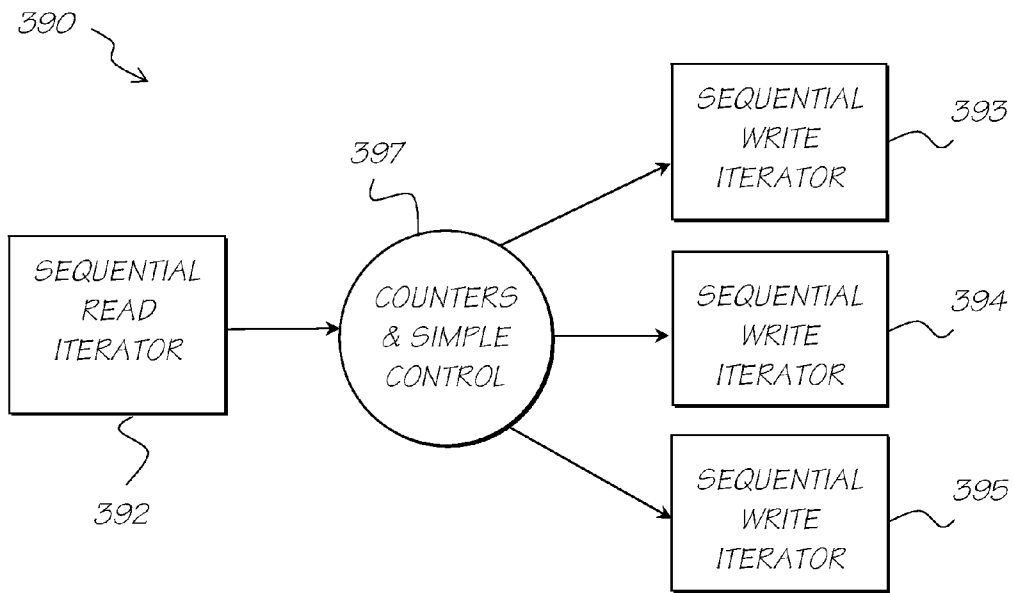 390
SEQUENTIAL
WRITE
ITERATOR
393
397
SEQUENTIAL
READ
ITERATOR
392
COUNTERS
& SIMPLE
CONTROL
SEQUENTIAL
WRITE
ITERATOR
394
SEQUENTIAL
WRITE
ITERATOR
395